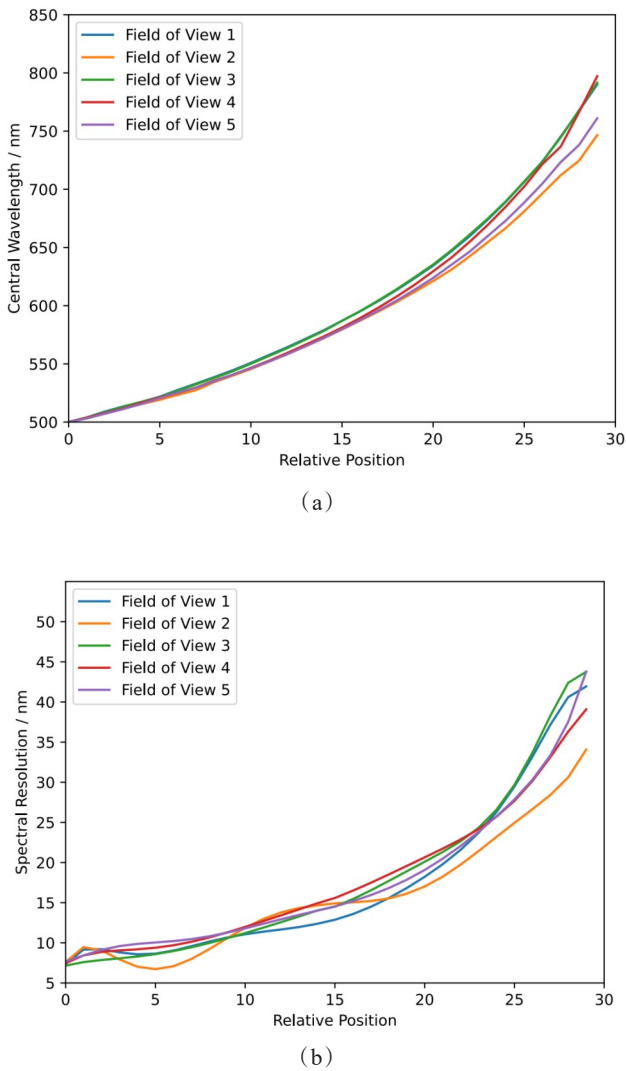 850
800
750
700
650
600
550
500
Central Wavelength / nm
Field of View 1
Field of View 2
Field of View 3
Field of View 4
Field of View 5
0 5 10 15 20 25 30
Relative Position
(a)
50
45
40
35
30
25
20
15
10
5
Spectral Resolution / nm
Field of View 1
Field of View 2
Field of View 3
Field of View 4
Field of View 5
0 5 10 15 20 25 30
Relative Position
(b)